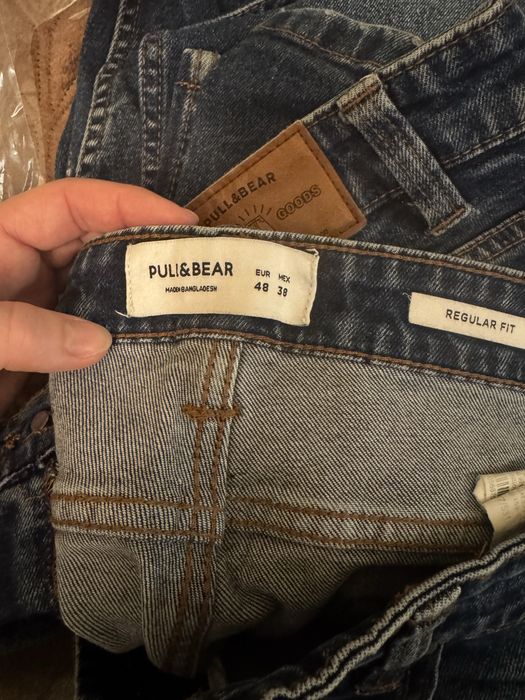 PULL&BEAR
GOODS
PULL&BEAR
EUR MEX
48 38
MADE IN BANGLADESH
REGULAR FIT